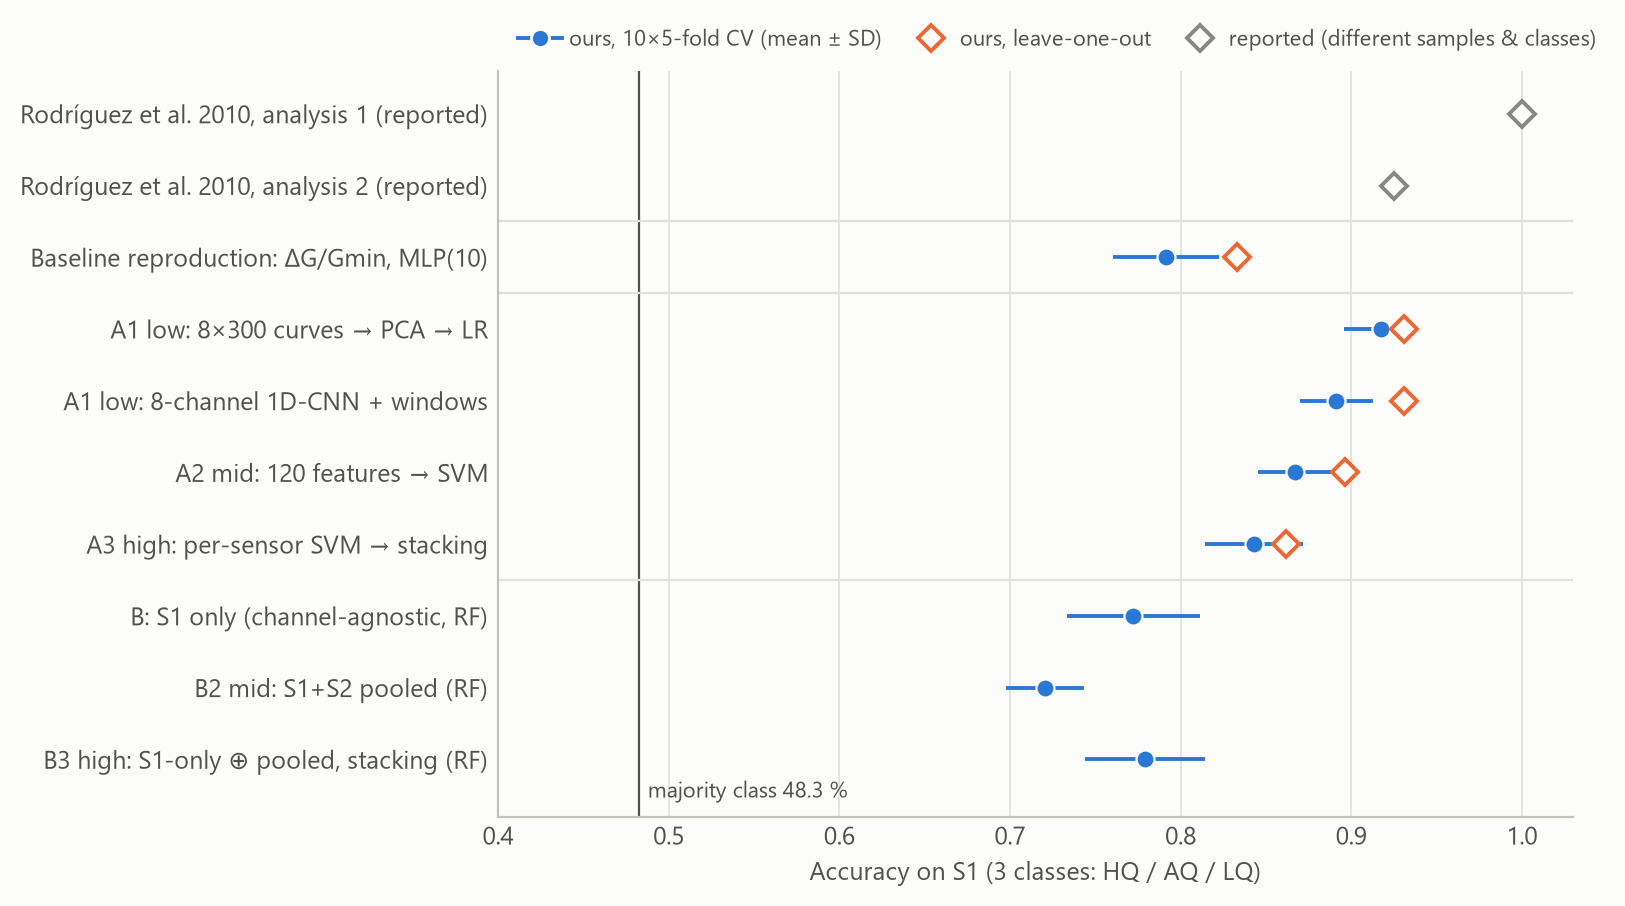 ours, 10×5-fold CV (mean ± SD)
ours, leave-one-out
reported (different samples & classes)
Rodríguez et al. 2010, analysis 1 (reported)
Rodríguez et al. 2010, analysis 2 (reported)
Baseline reproduction: ΔG/Gmin, MLP(10)
A1 low: 8×300 curves → PCA → LR
A1 low: 8-channel 1D-CNN + windows
A2 mid: 120 features → SVM
A3 high: per-sensor SVM → stacking
B: S1 only (channel-agnostic, RF)
B2 mid: S1+S2 pooled (RF)
B3 high: S1-only ⊕ pooled, stacking (RF)
majority class 48.3 %
0.4 0.5 0.6 0.7 0.8 0.9 1.0
Accuracy on S1 (3 classes: HQ / AQ / LQ)